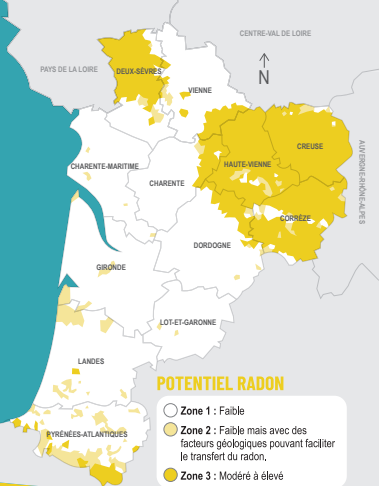 CENTRE-VAL DE LOIRE
PAYS DE LA LOIRE
DEUX-SÈVRES
N
VIENNE
CREUSE
AUVERGNE-RHÔNE-ALPES
CHARENTE-MARITIME
HAUTE-VIENNE
CHARENTE
CORRÈZE
DORDOGNE
GIRONDE
LOT-ET-GARONNE
LANDES
POTENTIEL RADON
Zone 1 : Faible
Zone 2 : Faible mais avec des
facteurs géologiques pouvant faciliter
le transfert du radon,
Zone 3 : Modéré à élevé
PYRÉNÉES-ATLANTIQUES